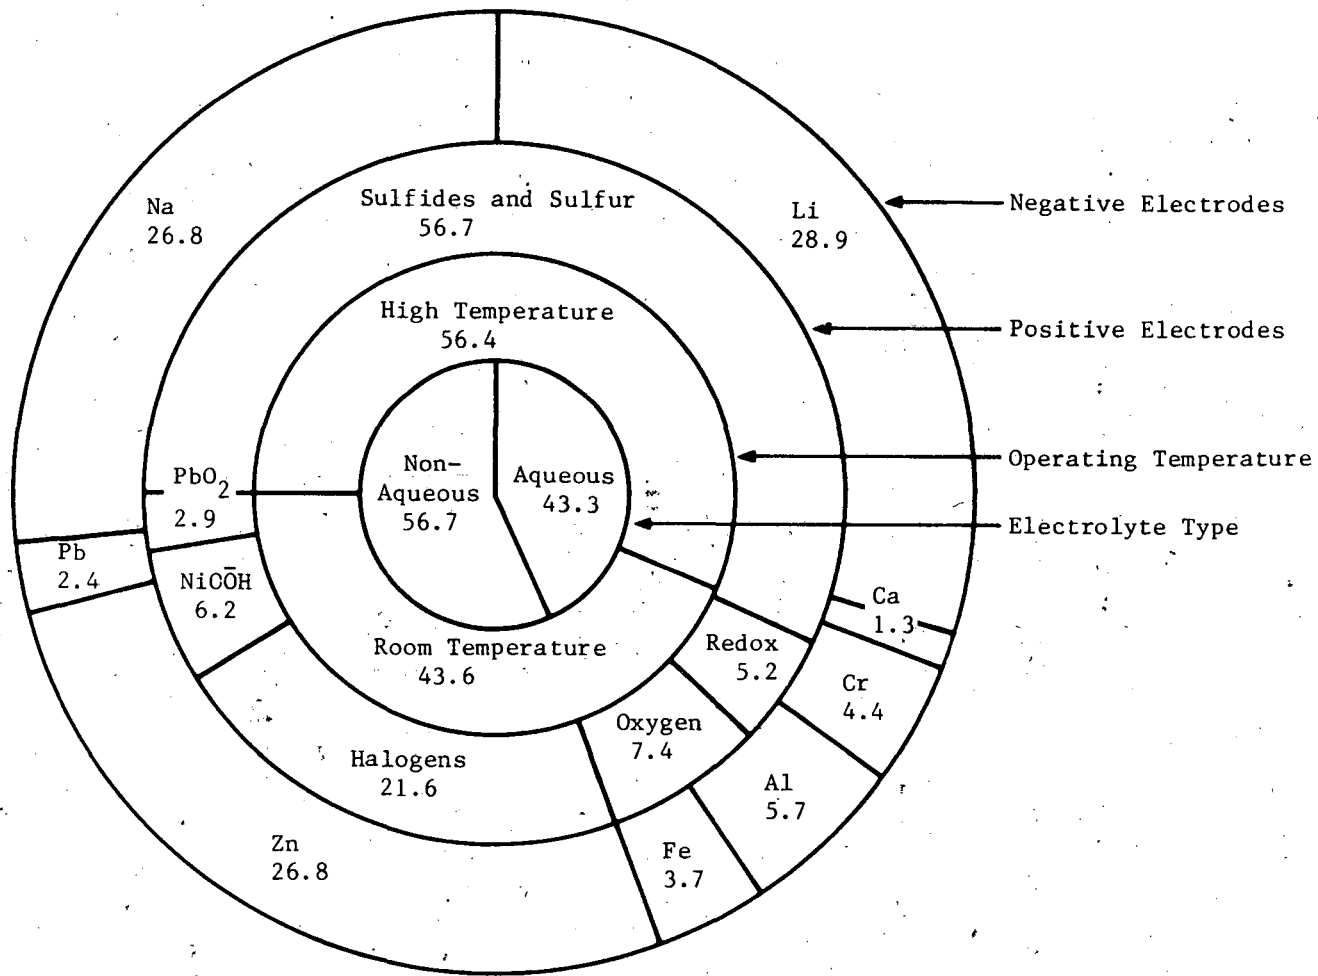 Na
26.8
Sulfides and Sulfur
56.7
Li
28.9
Negative Electrodes
High Temperature
56.4
Positive Electrodes
Non-
Aqueous
56.7
Aqueous
43.3
Operating Temperature
Electrolyte Type
PbO2
2.9
Pb
2.4
NiCŌH
6.2
Room Temperature
43.6
Redox
5.2
Ca
1.3
Cr
4.4
Oxygen
7.4
Halogens
21.6
Al
5.7
Zn
26.8
Fe
3.7